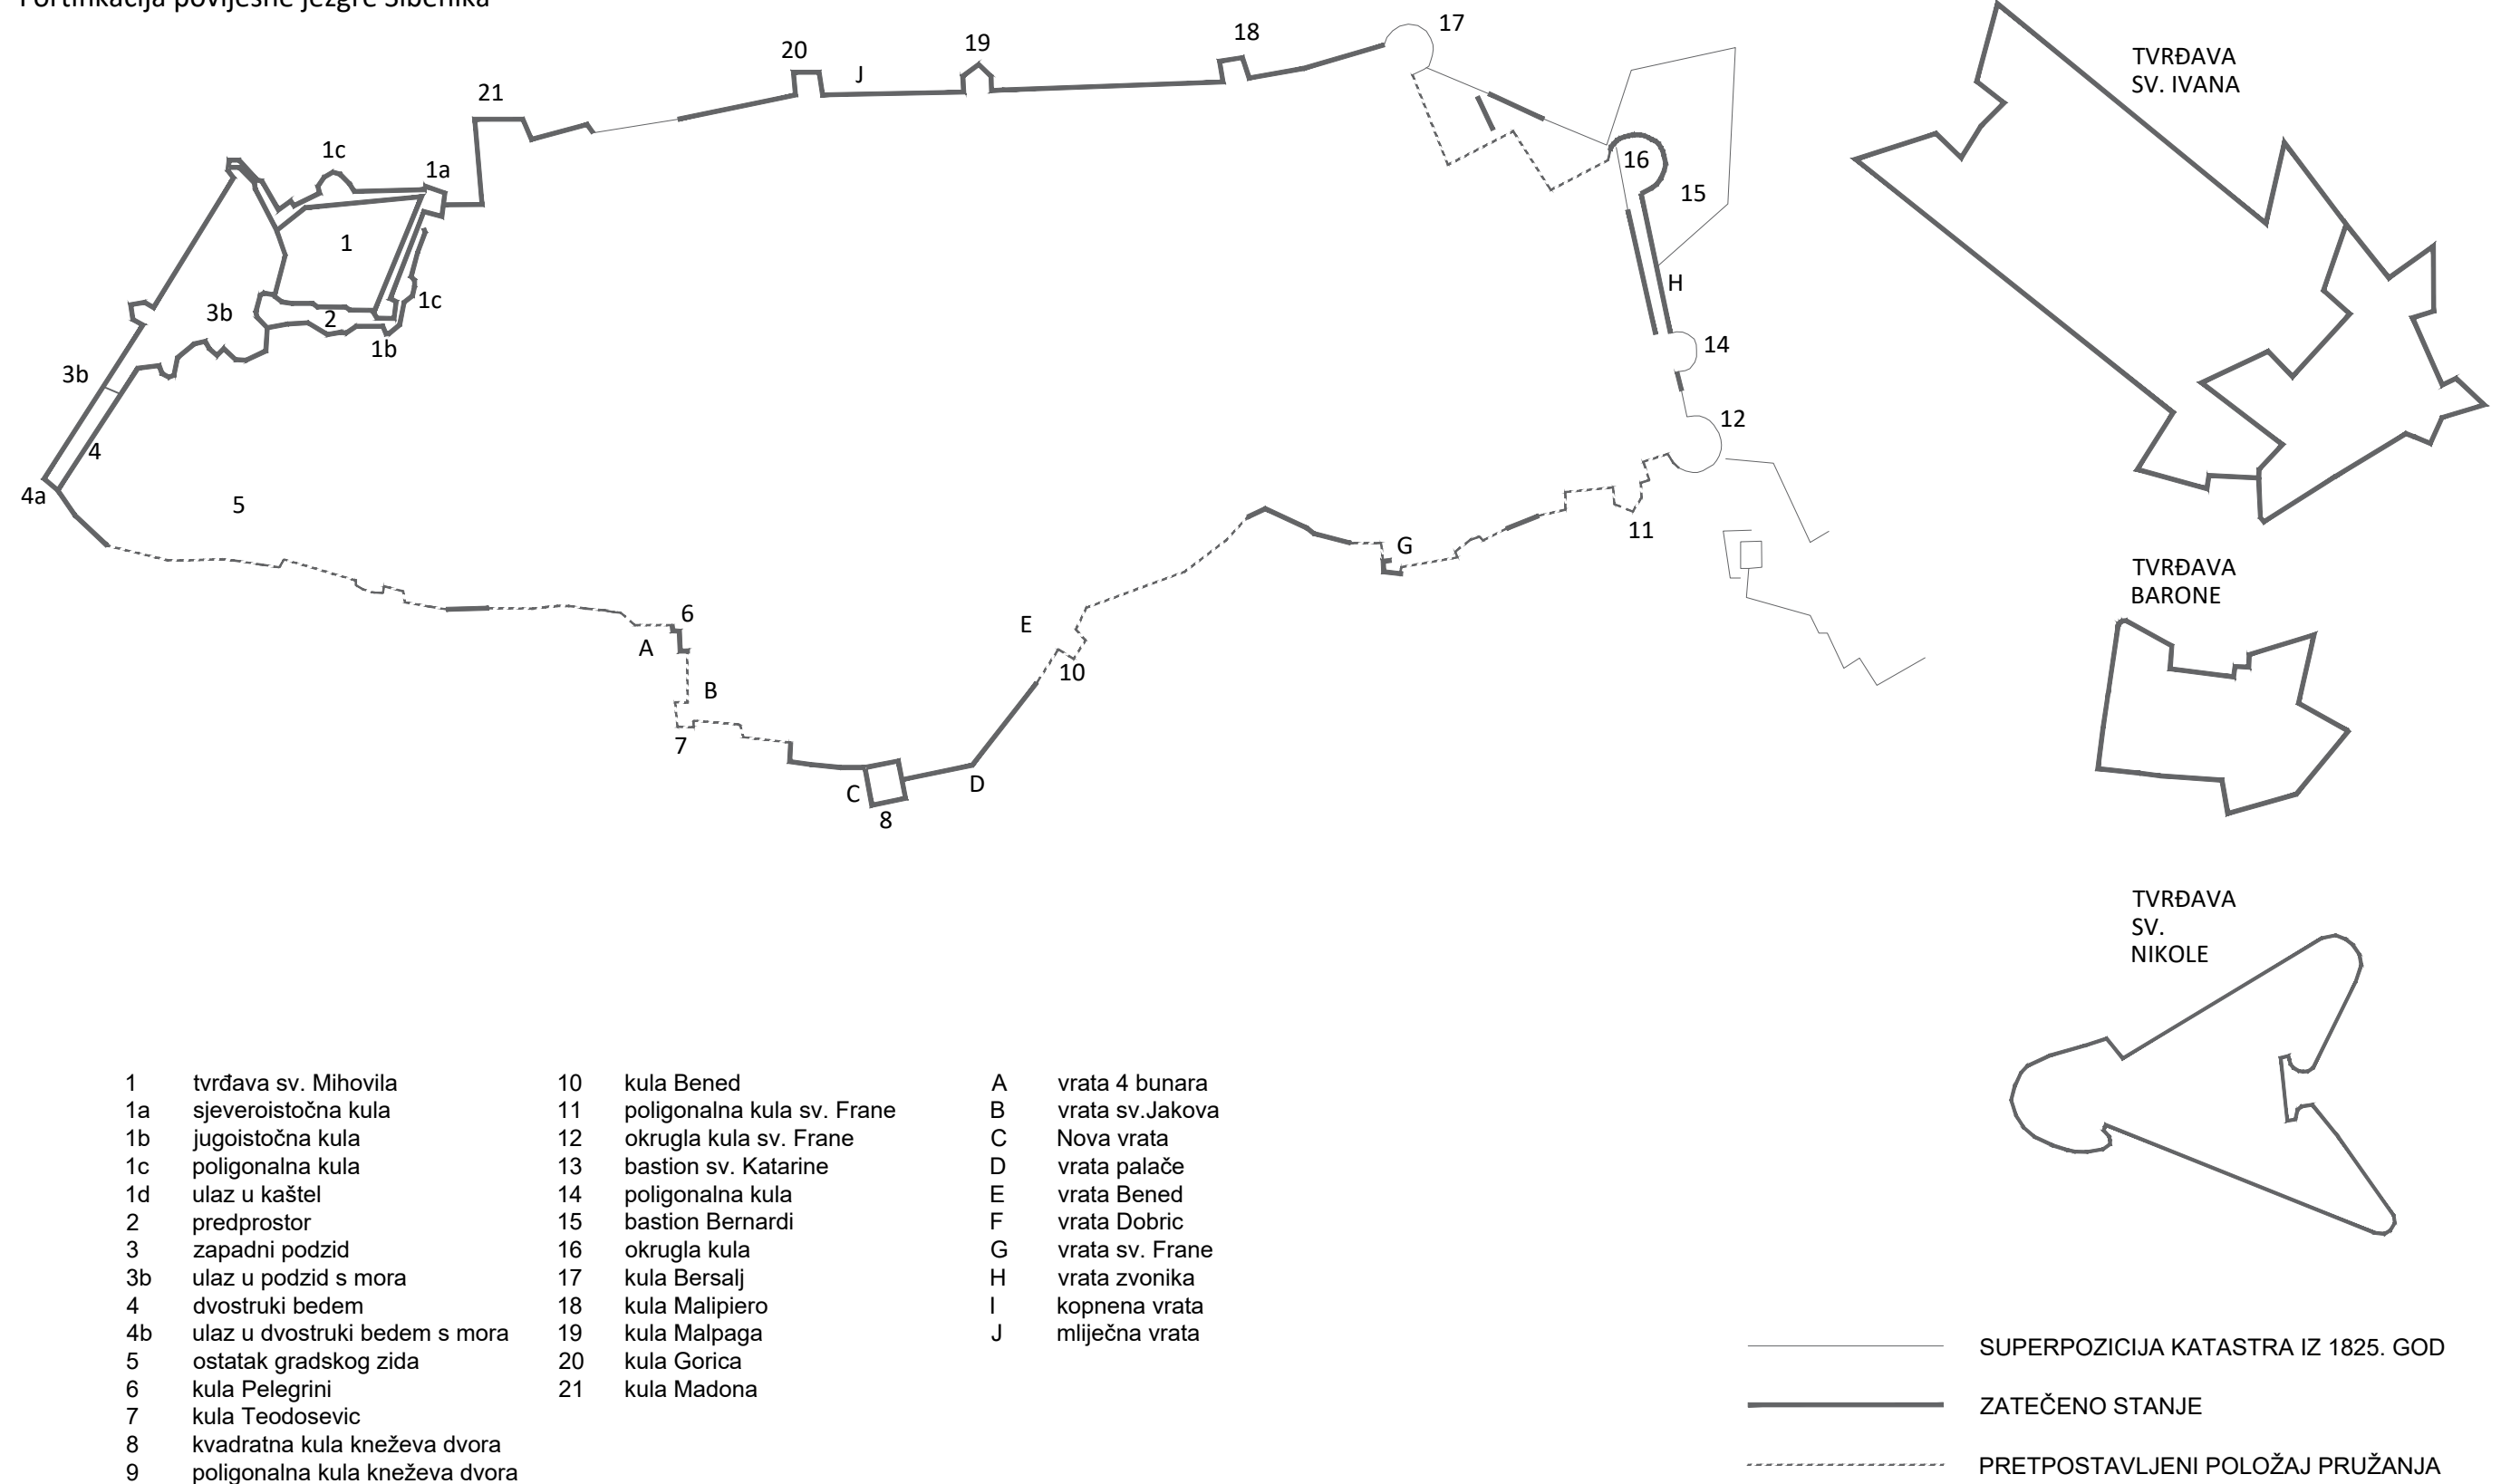 Fortifikacija povijesne jezgre Šibenika
17
18
19
20
J
21
1c
1a
16
15
1
H
3b
1c
2
1b
14
3b
12
4
4a
5
11
G
6
E
A
10
B
7
D
C
8
TVRĐAVA
SV. IVANA
TVRĐAVA
BARONE
TVRĐAVA
SV.
NIKOLE
1 tvrđava sv. Mihovila
1a sjeveroistočna kula
1b jugoistočna kula
1c poligonalna kula
1d ulaz u kaštel
2 predprostor
3 zapadni podzid
3b ulaz u podzid s mora
4 dvostruki bedem
4b ulaz u dvostruki bedem s mora
5 ostatak gradskog zida
6 kula Pelegrini
7 kula Teodosevic
8 kvadratna kula kneževa dvora
9 poligonalna kula kneževa dvora
10 kula Bened
11 poligonalna kula sv. Frane
12 okrugla kula sv. Frane
13 bastion sv. Katarine
14 poligonalna kula
15 bastion Bernardi
16 okrugla kula
17 kula Bersalj
18 kula Malipiero
19 kula Malpaga
20 kula Gorica
21 kula Madona
A vrata 4 bunara
B vrata sv.Jakova
C Nova vrata
D vrata palače
E vrata Bened
F vrata Dobric
G vrata sv. Frane
H vrata zvonika
I kopnena vrata
J mliječna vrata
SUPERPOZICIJA KATASTRA IZ 1825. GOD
ZATEČENO STANJE
PRETPOSTAVLJENI POLOŽAJ PRUŽANJA